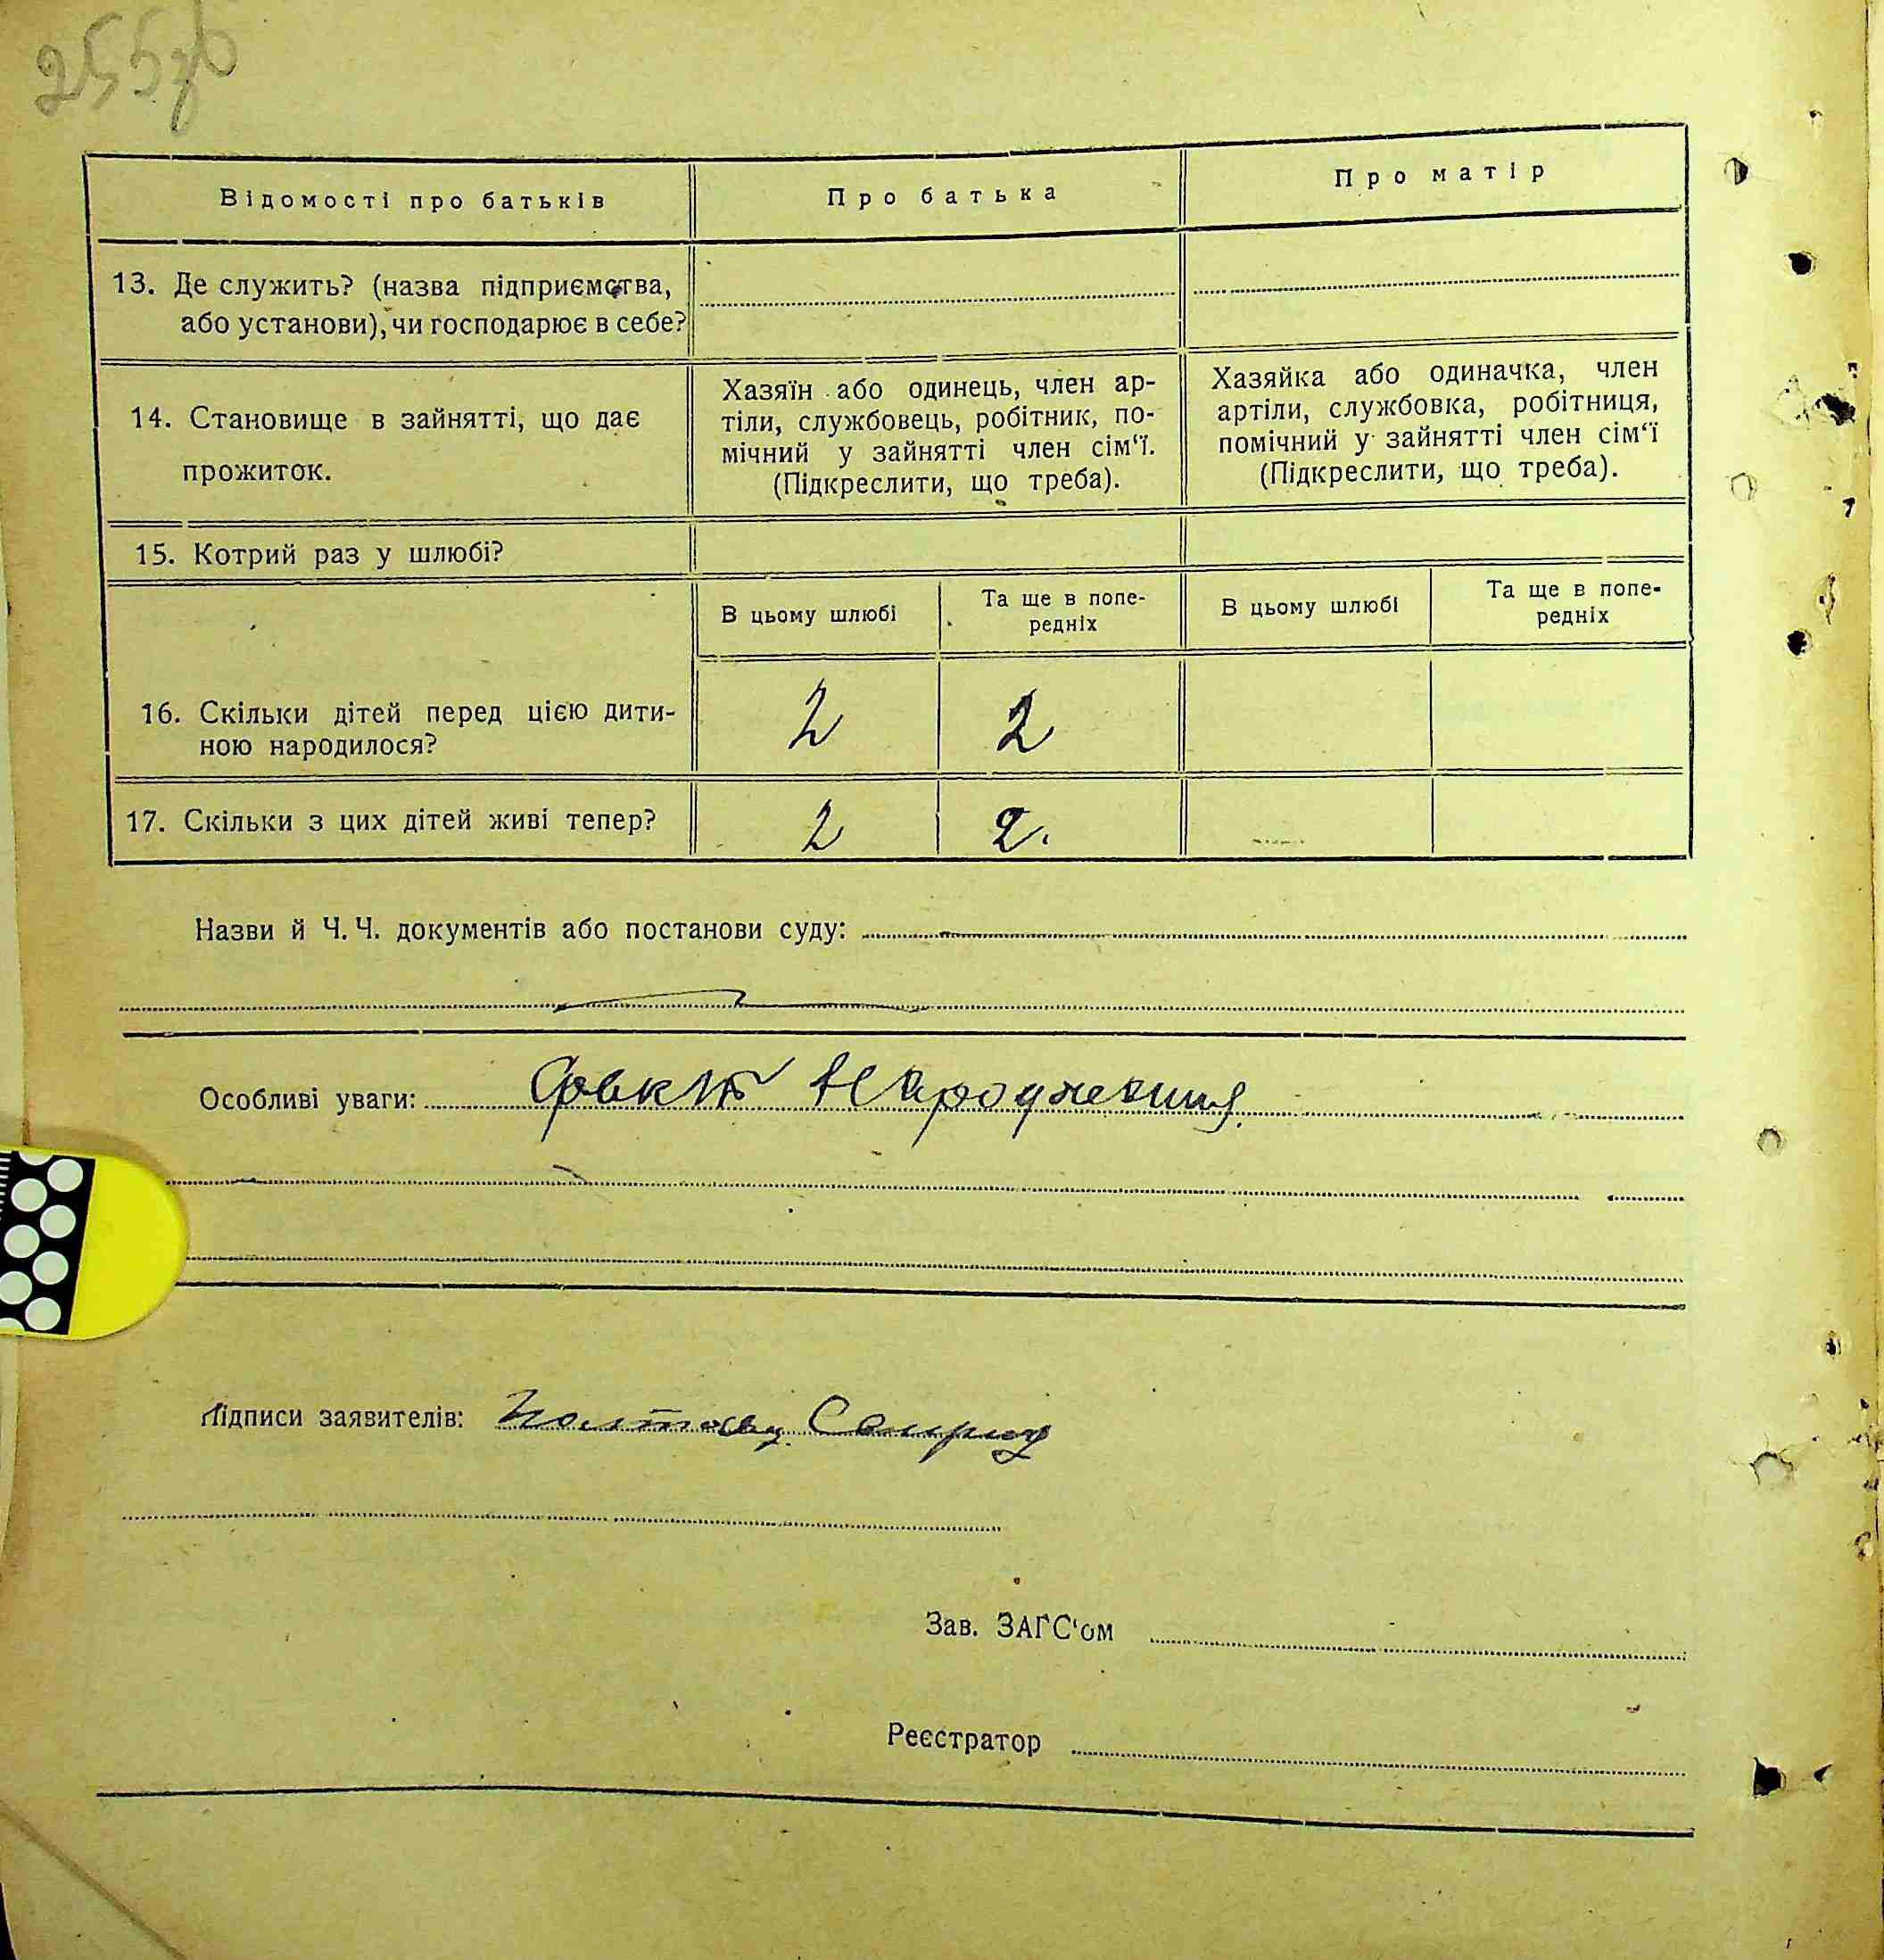 255зв
Відомості про батьків
Про батька
Про матір
13. Де служить? (назва підприємства,
або установи), чи господарює в себе?
14. Становище в зайнятті, що дає
прожиток.
Хазяїн або одинець, член ар-
тіли, службовець, робітник, по-
мічний у зайнятті член сім‘ї.
(Підкреслити, що треба).
Хазяйка або одиначка, член
артіли, службовка, робітниця,
помічний у зайнятті член сім‘ї
(Підкреслити, що треба).
15. Котрий раз у шлюбі?
В цьому шлюбі
Та ще в попе-
редніх
В цьому шлюбі
Та ще в попе-
редніх
16. Скільки дітей перед цією дити-
ною народилося?
2
2
17. Скільки з цих дітей живі тепер?
2
2.
Назви й Ч. Ч. документів або постанови суду:
Особливі уваги: Факт Народження
Підписи заявителів:
Зав. ЗАГС‘ом
Реєстратор